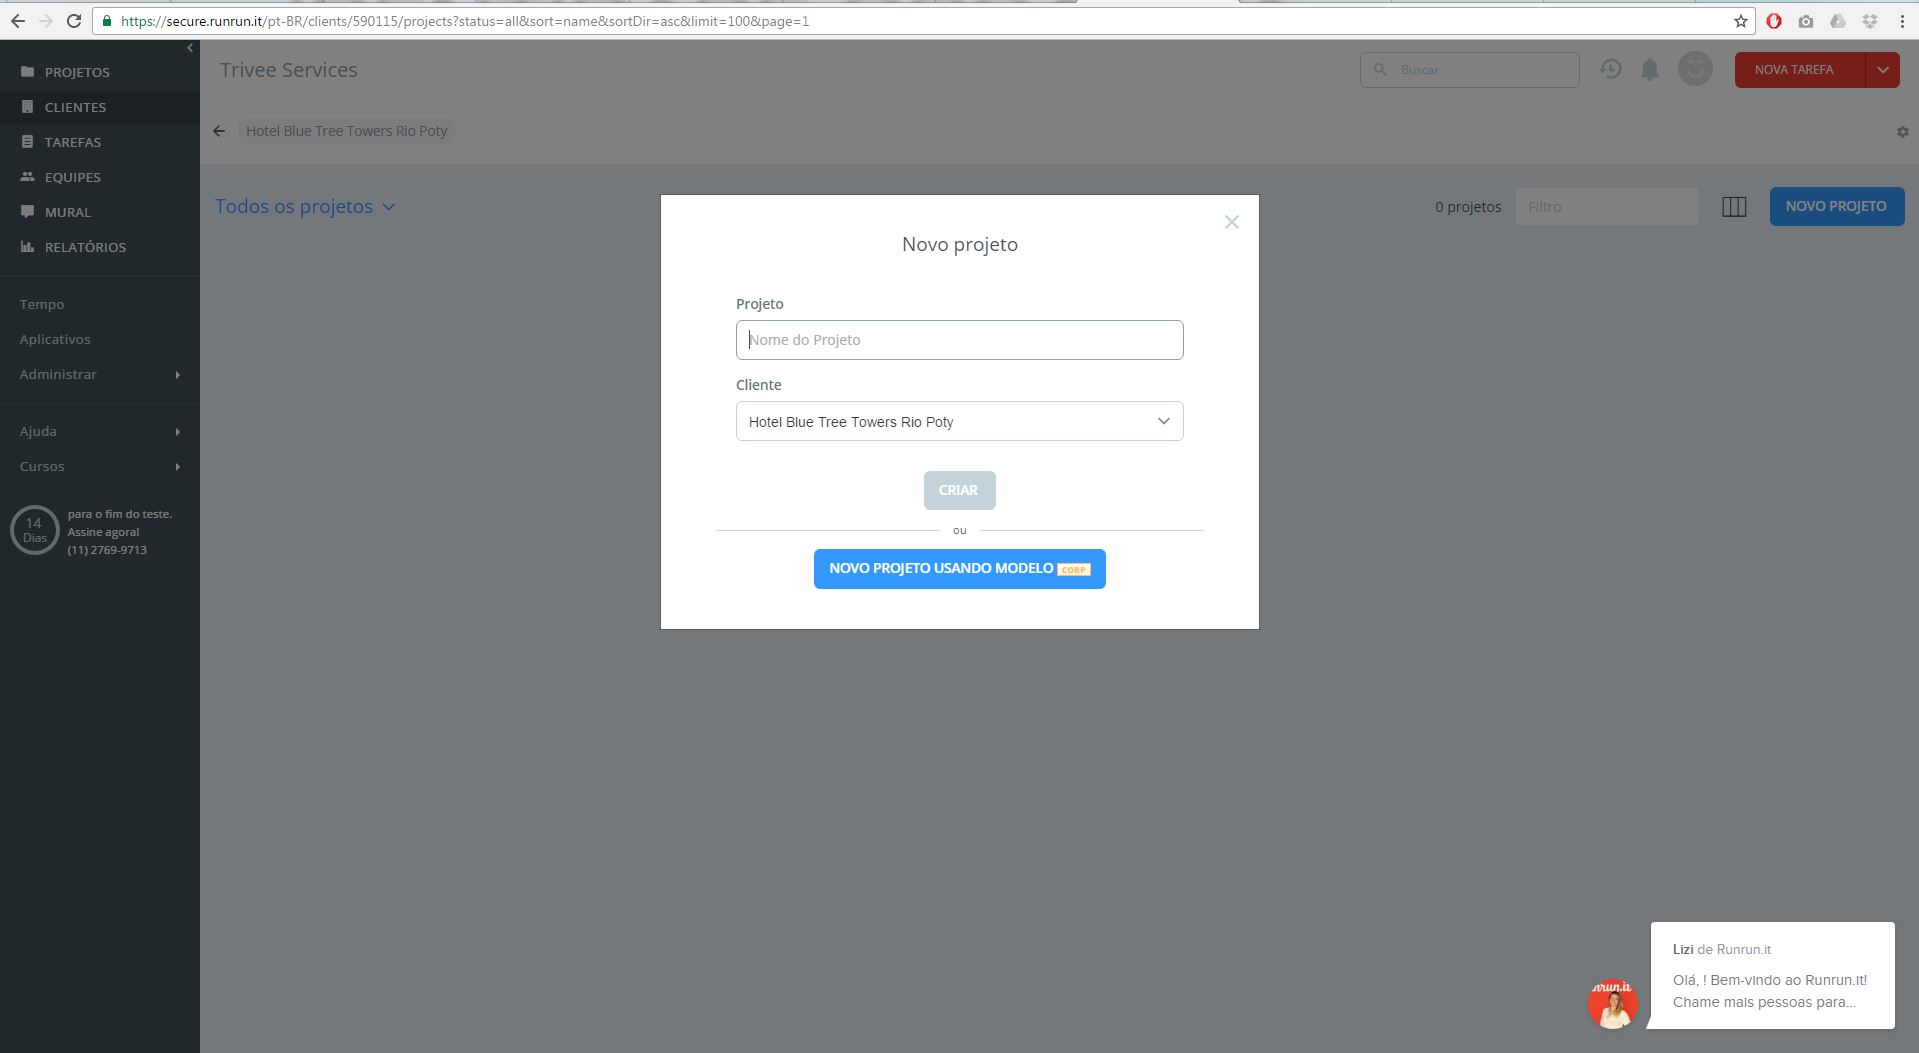 https://secure.runrun.it/pt-BR/clients/590115/projects?status=all&sort=name&sortDir=asc&limit=100&page=1
PROJETOS
CLIENTES
TAREFAS
EQUIPES
MURAL
RELATÓRIOS
Tempo
Aplicativos
Administrar
Ajuda
Cursos
14
Dias
para o fim do teste.
Assine agora!
(11) 2769-9713
Trivee Services
Buscar
NOVA TAREFA
Hotel Blue Tree Towers Rio Poty
Todos os projetos
0 projetos
Filtro
NOVO PROJETO
Novo projeto
Projeto
Nome do Projeto
Cliente
Hotel Blue Tree Towers Rio Poty
CRIAR
ou
NOVO PROJETO USANDO MODELO CORP
Lizi de Runrun.it
Olá, ! Bem-vindo ao Runrun.it!
Chame mais pessoas para...
runrun.it